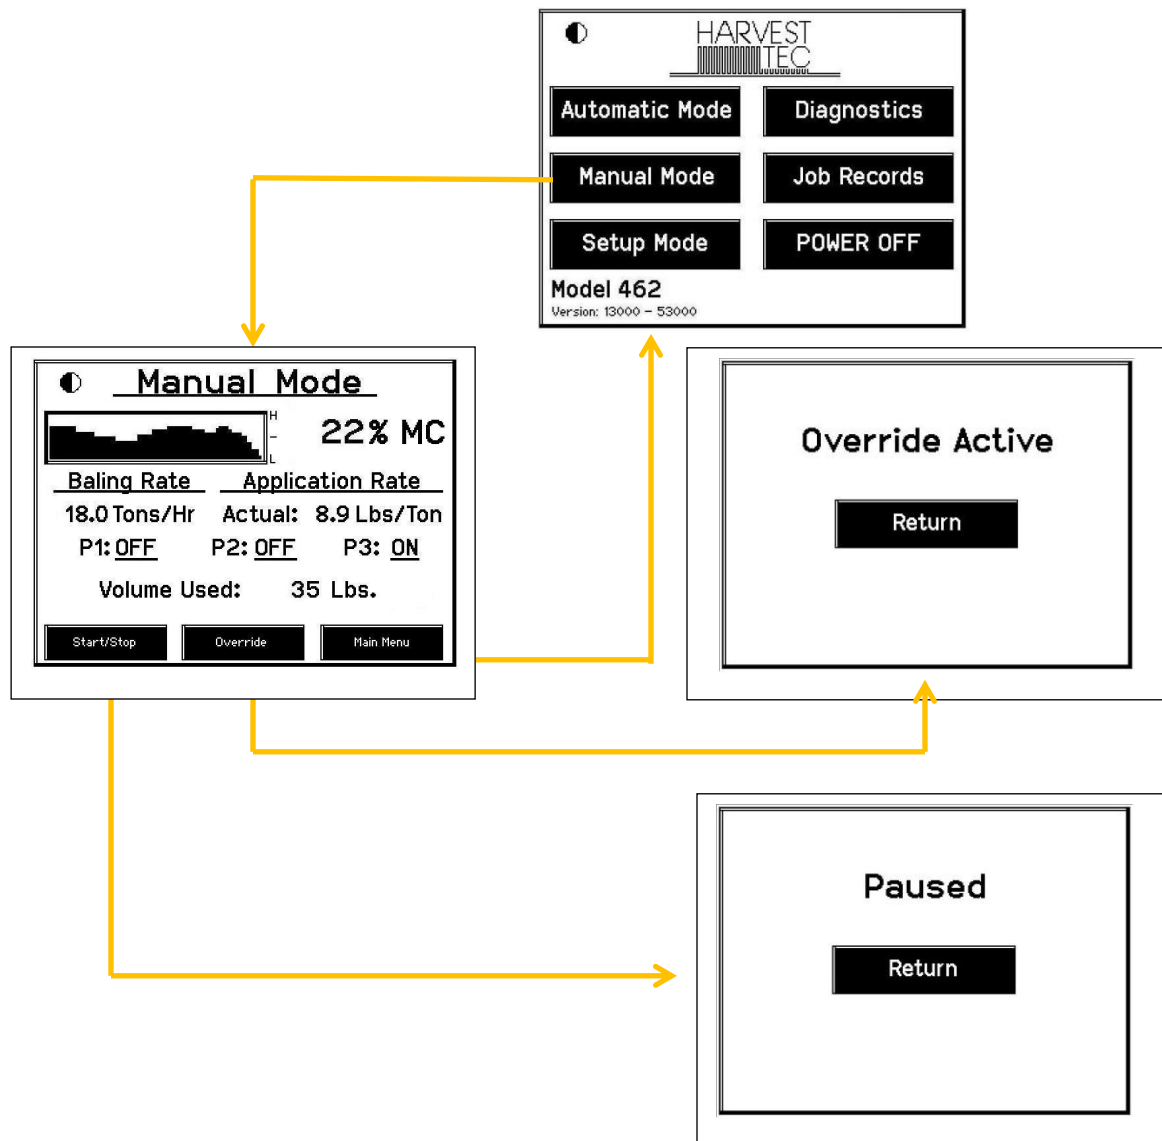 HARVEST
TEC
Automatic Mode Diagnostics
Manual Mode Job Records
Setup Mode POWER OFF
Model 462
Version: 13000 - 53000
Manual Mode
H
22% MC
-
L
Baling Rate Application Rate
18.0 Tons/Hr Actual: 8.9 Lbs/Ton
P1: OFF P2: OFF P3: ON
Volume Used: 35 Lbs.
Start/Stop Override Main Menu
Override Active
Return
Paused
Return